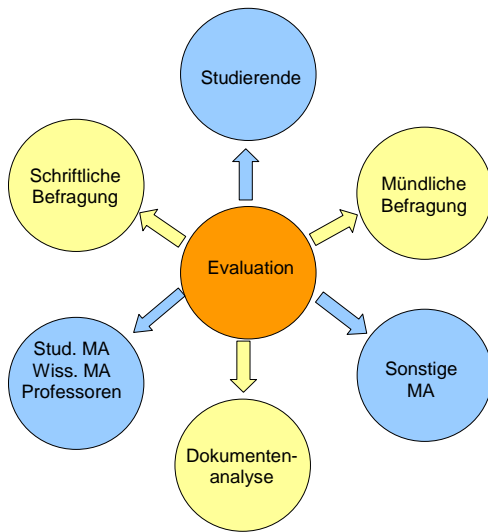 Studierende
Schriftliche
Befragung
Mündliche
Befragung
Evaluation
Stud. MA
Wiss. MA
Professoren
Sonstige
MA
Dokumenten-
analyse